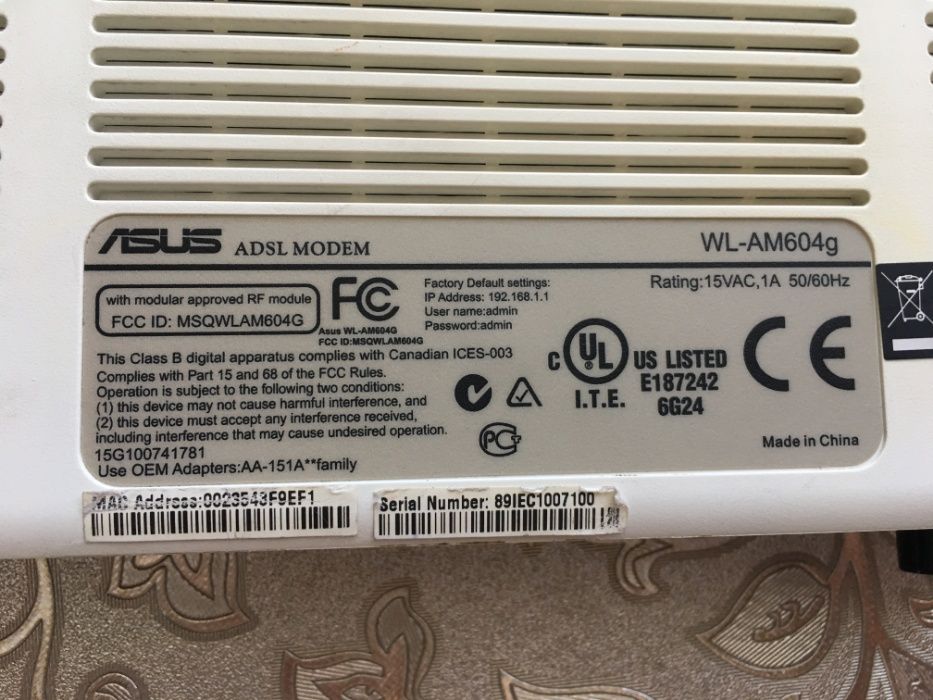 ASUS ADSL MODEM
WL-AM604g
with modular approved RF module
FCC ID: MSQWLAM604G
FC
Asus WL-AM604G
FCC ID:MSQWLAM604G
Factory Default settings:
IP Address: 192.168.1.1
User name:admin
Password:admin
Rating:15VAC,1A 50/60Hz
This Class B digital apparatus complies with Canadian ICES-003
Complies with Part 15 and 68 of the FCC Rules.
Operation is subject to the following two conditions:
(1) this device may not cause harmful interference, and
(2) this device must accept any interference received,
including interference that may cause undesired operation.
15G100741781
Use OEM Adapters:AA-151A**family
C UL ® US LISTED
I.T.E. E187242
6G24
CE
PCT
Made in China
MAC Address:0023543F9EF1
Serial Number: 89IEC1007100